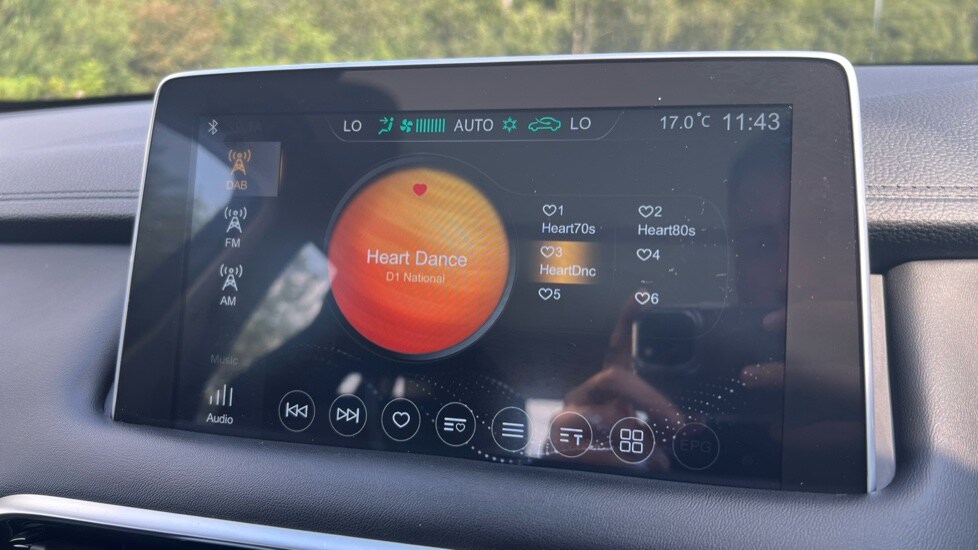 LO AUTO LO 17.0°C 11:43
DAB
FM
AM
Music
Audio
Heart Dance
D1 National
1
Heart70s
2
Heart80s
3
HeartDnc
4
5
6
T
EPG